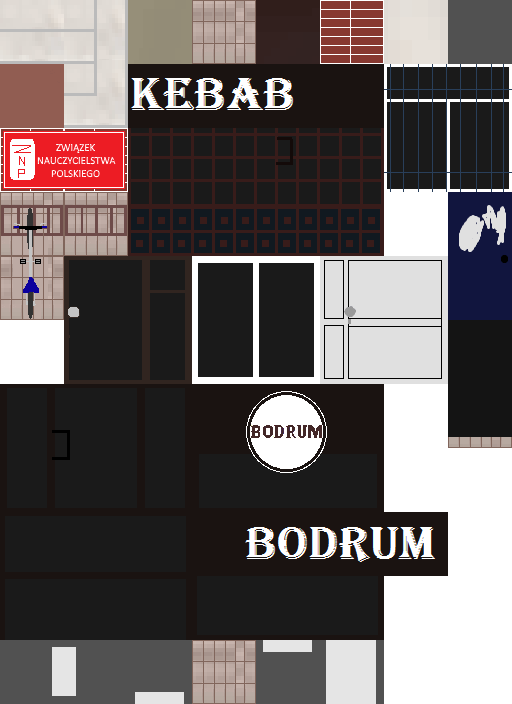 KEBAB
ZNP
ZWIĄZEK
NAUCZYCIELSTWA
POLSKIEGO
BODRUM
BODRUM